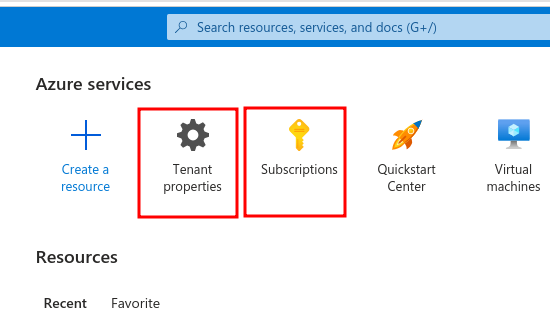 Search resources, services, and docs (G+/)
Azure services
Create a resource
Tenant properties
Subscriptions
Quickstart Center
Virtual machines
Resources
Recent Favorite